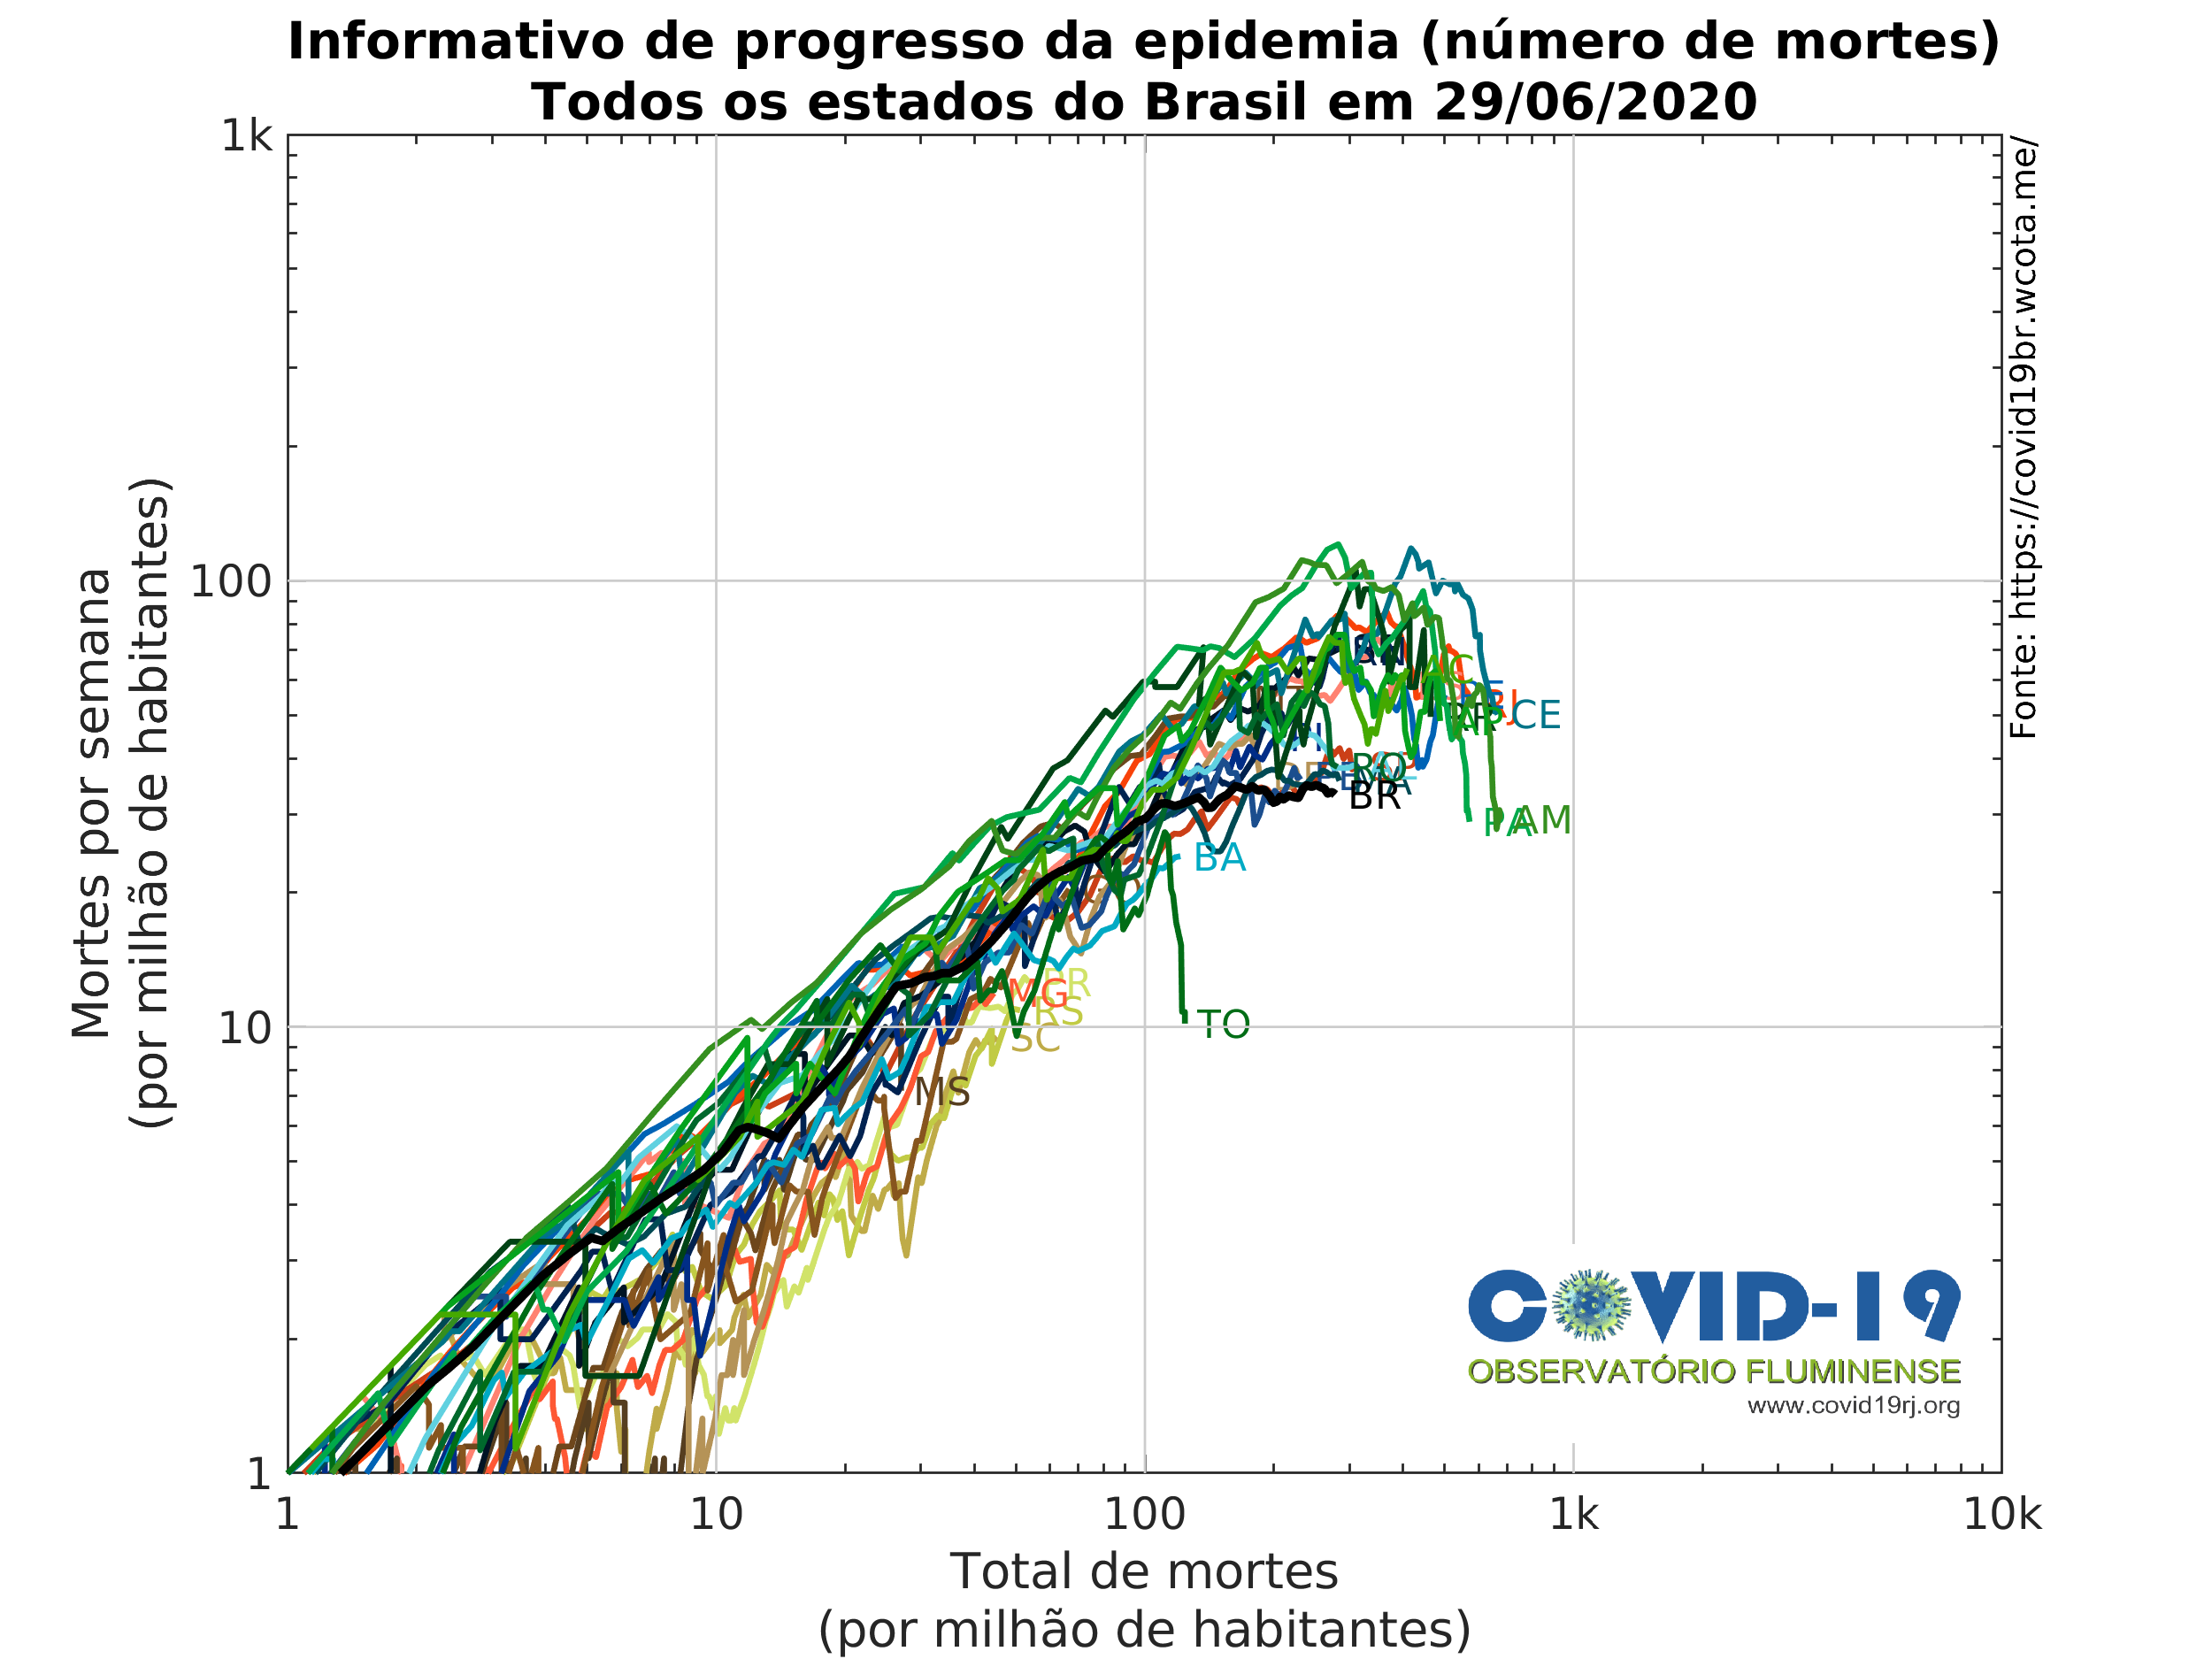 Informativo de progresso da epidemia (número de mortes)
Todos os estados do Brasil em 29/06/2020
1k
100
10
1
Mortes por semana
(por milhão de habitantes)
Fonte: https://covid19br.wcota.me/
RJ
CE
AM
PA
BR
BA
TO
PR
MG
RS
SC
MS
COVID-19
OBSERVATÓRIO FLUMINENSE
www.covid19rj.org
1
10
100
1k
10k
Total de mortes
(por milhão de habitantes)